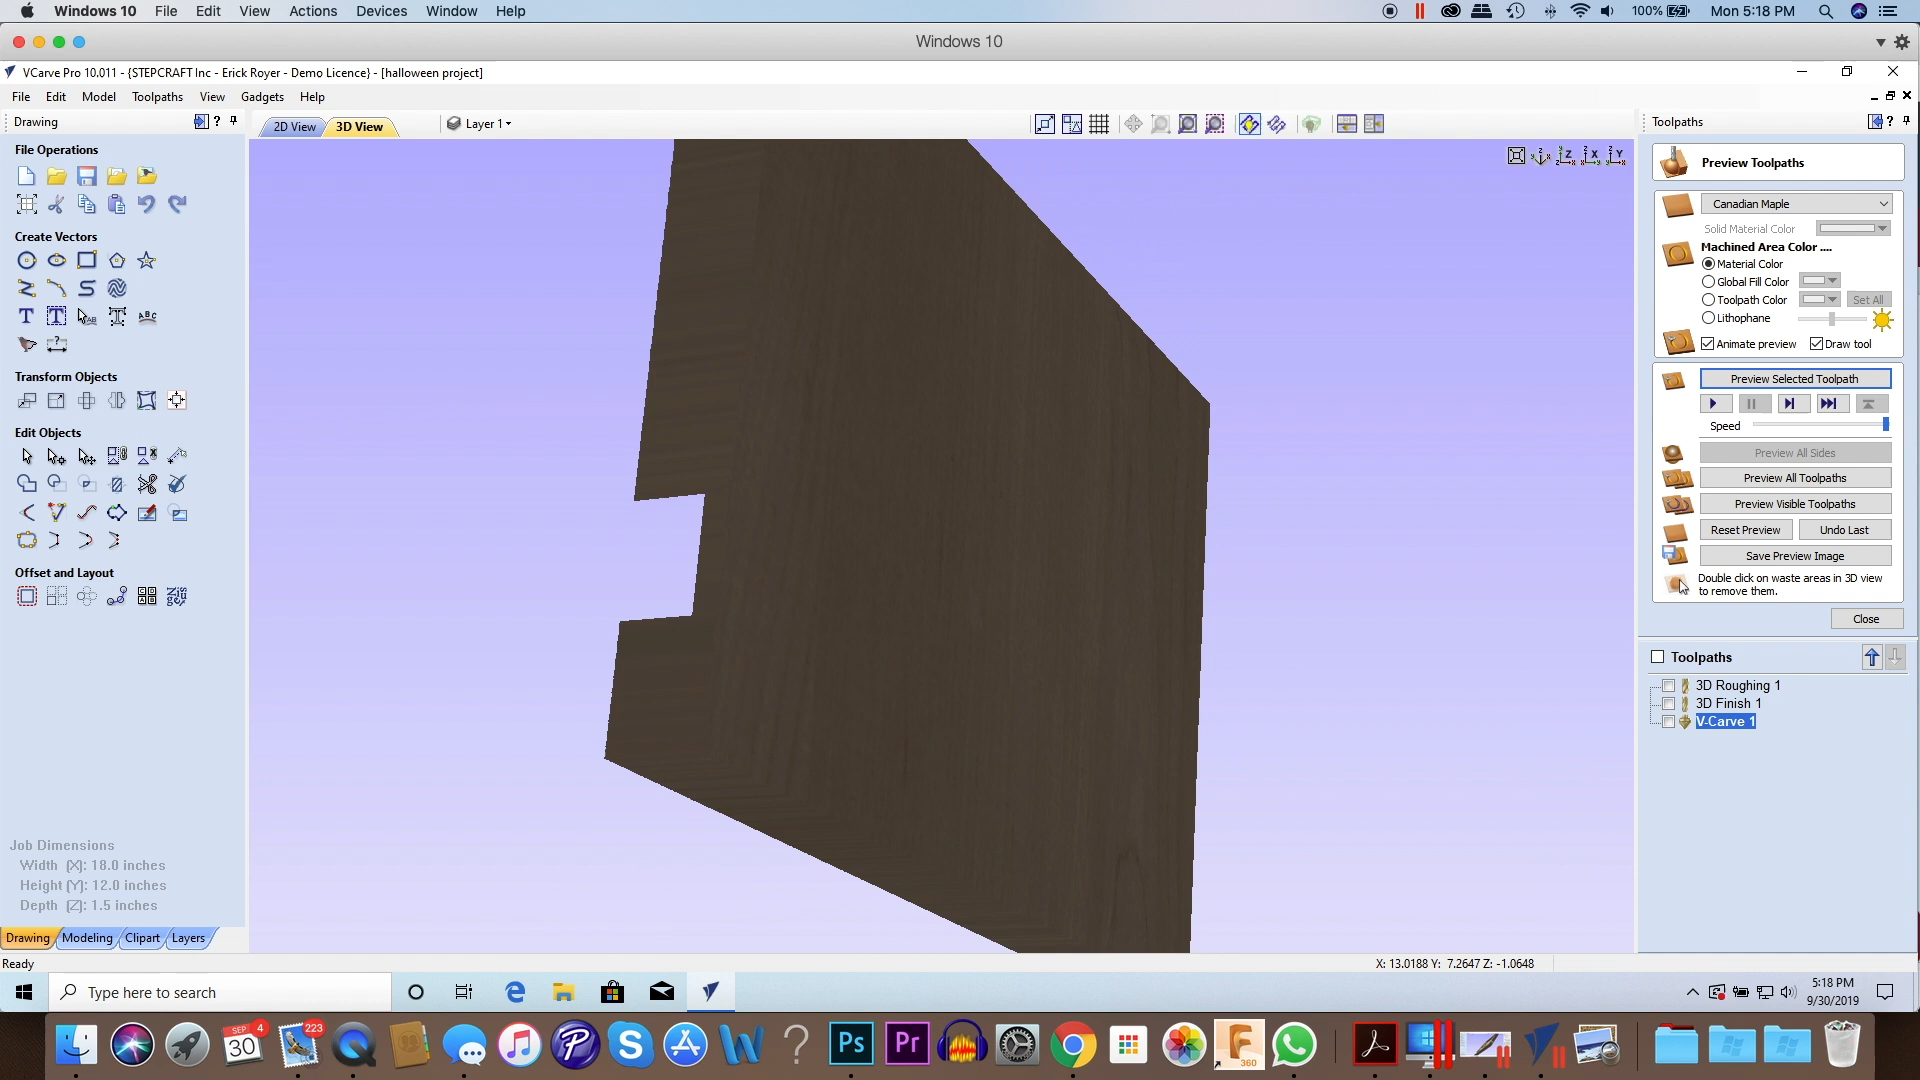 Windows 10 File Edit View Actions Devices Window Help 100% Mon 5:18 PM
Windows 10
VCarve Pro 10.011 - {STEPCRAFT Inc - Erick Royer - Demo Licence} - [halloween project]
File Edit Model Toolpaths View Gadgets Help
Drawing
2D View 3D View Layer 1
Toolpaths
File Operations
Create Vectors
Transform Objects
Edit Objects
Offset and Layout
Job Dimensions
Width (X): 18.0 inches
Height (Y): 12.0 inches
Depth (Z): 1.5 inches
Drawing Modeling Clipart Layers
Preview Toolpaths
Canadian Maple
Solid Material Color
Machined Area Color ....
Material Color
Global Fill Color
Toolpath Color Set All
Lithophane
Animate preview Draw tool
Preview Selected Toolpath
Speed
Preview All Sides
Preview All Toolpaths
Preview Visible Toolpaths
Reset Preview Undo Last
Save Preview Image
Double click on waste areas in 3D view
to remove them.
Close
Toolpaths
3D Roughing 1
3D Finish 1
V-Carve 1
Ready X: 13.0188 Y: 7.2647 Z: -1.0648
Type here to search
5:18 PM
9/30/2019
SEP 4
30
223
Ps
Pr
360